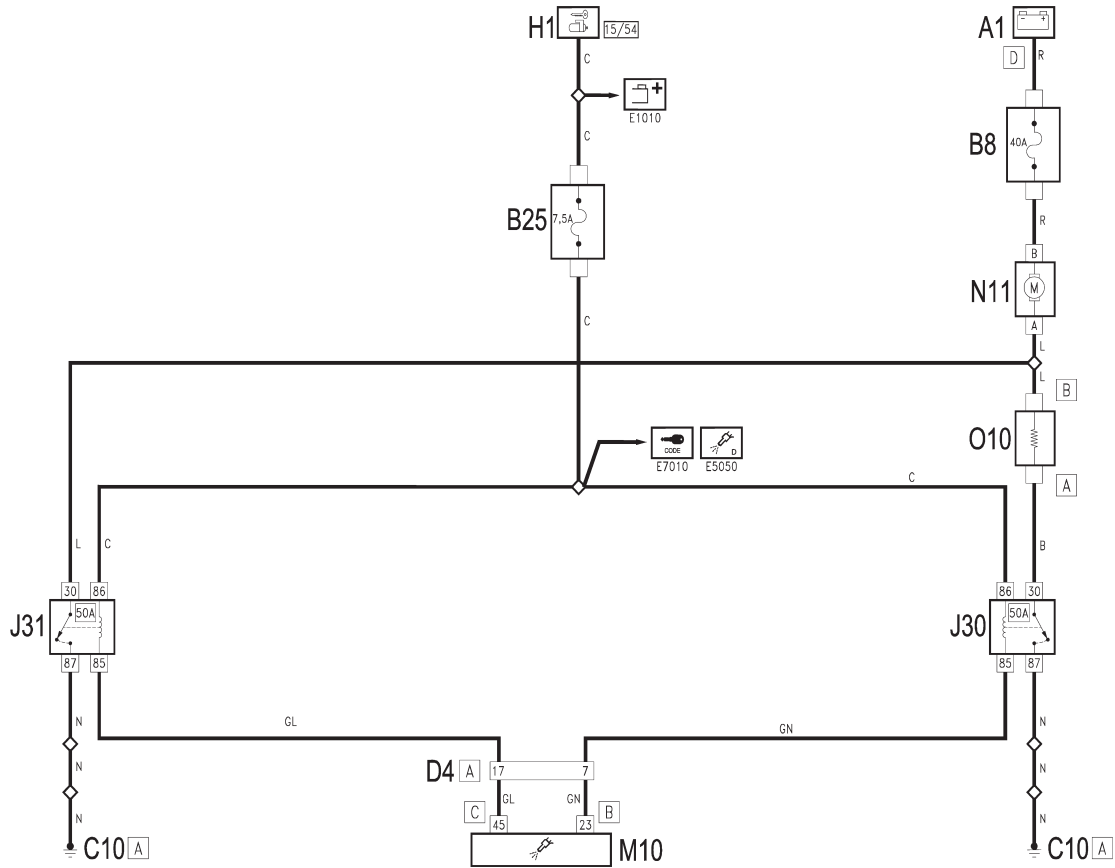 H1 15/54 A1
C D R
E1010
C
B8 40A
B25 7,5A
R
B
N11 M
C A
L
L
B
O10
CODE D
E7010 E5050
C A
L C B
30 86 86 30
J31 50A J30 50A
87 85 85 87
N GL GN N
N D4 A 17 7 N
GL GN
C B
N 45 23 N
C10 A M10 C10 A